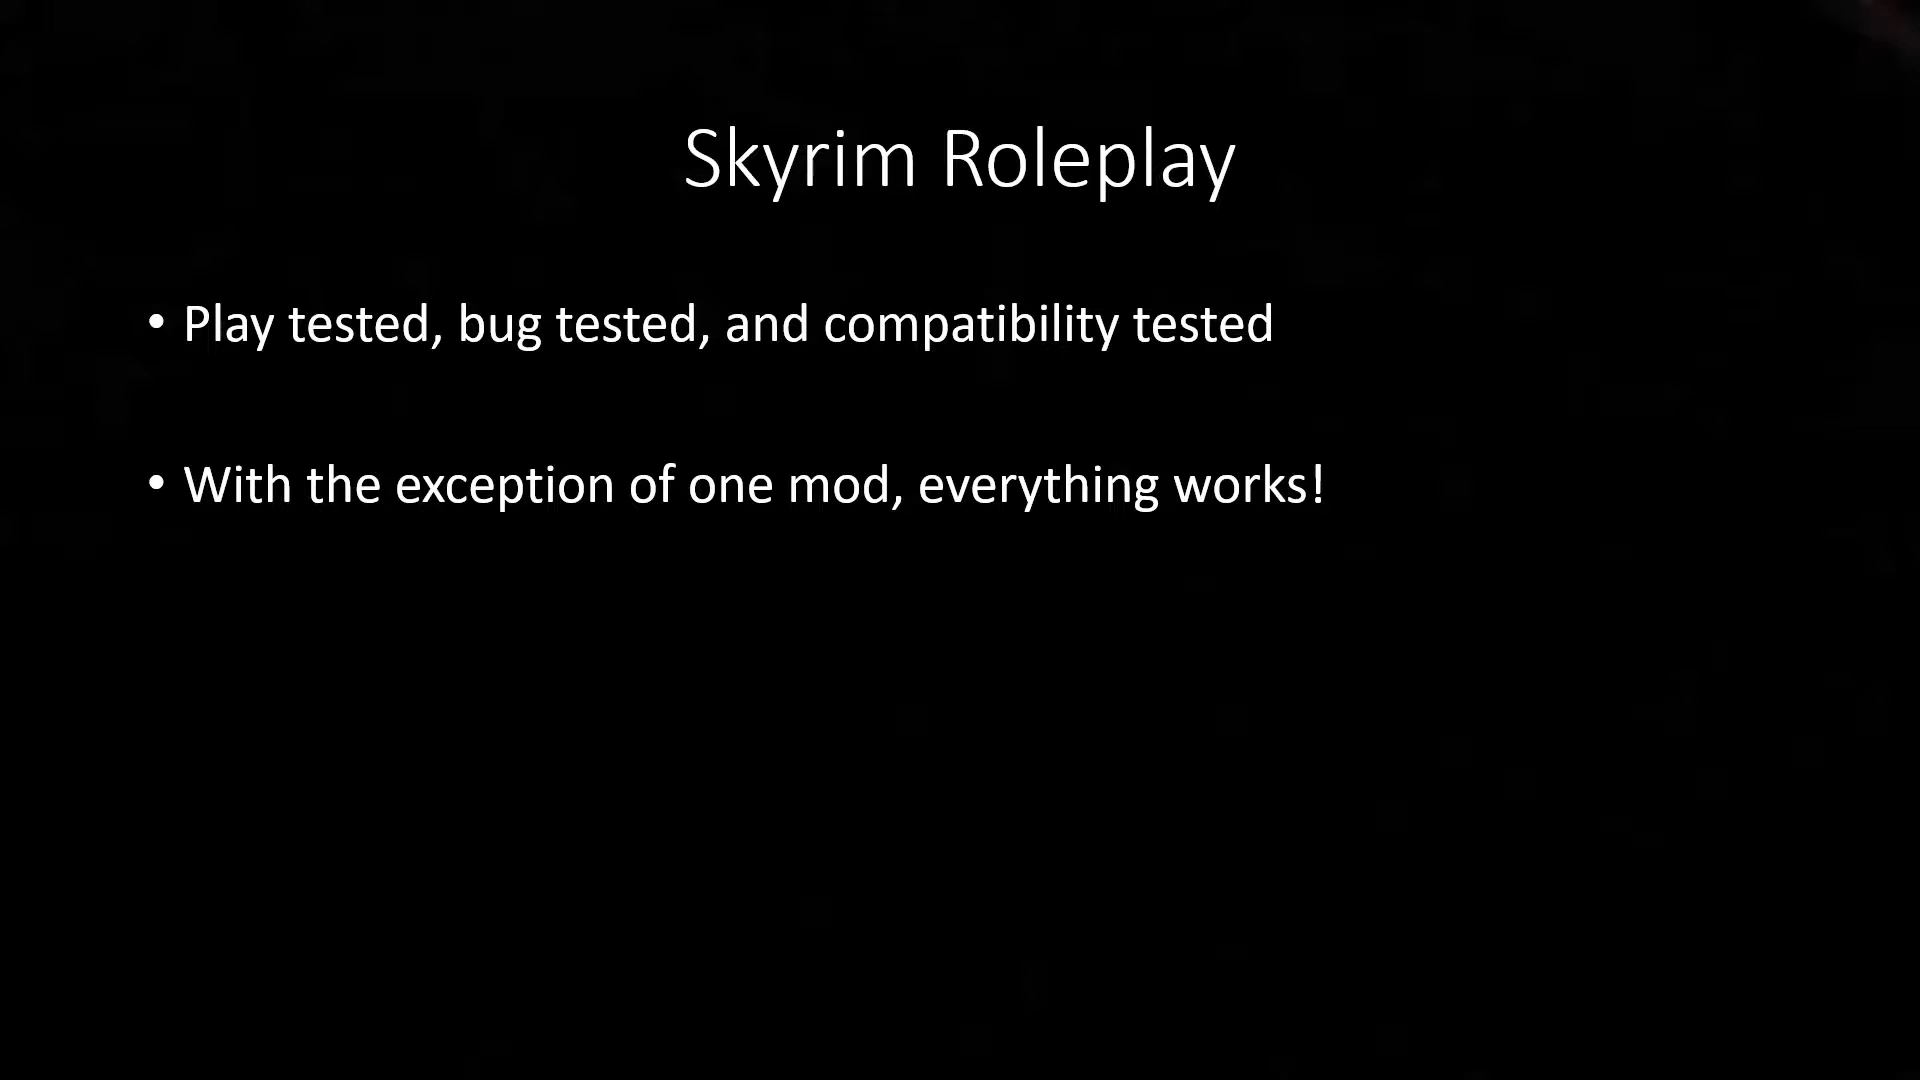 Skyrim Roleplay
• Play tested, bug tested, and compatibility tested
• With the exception of one mod, everything works!